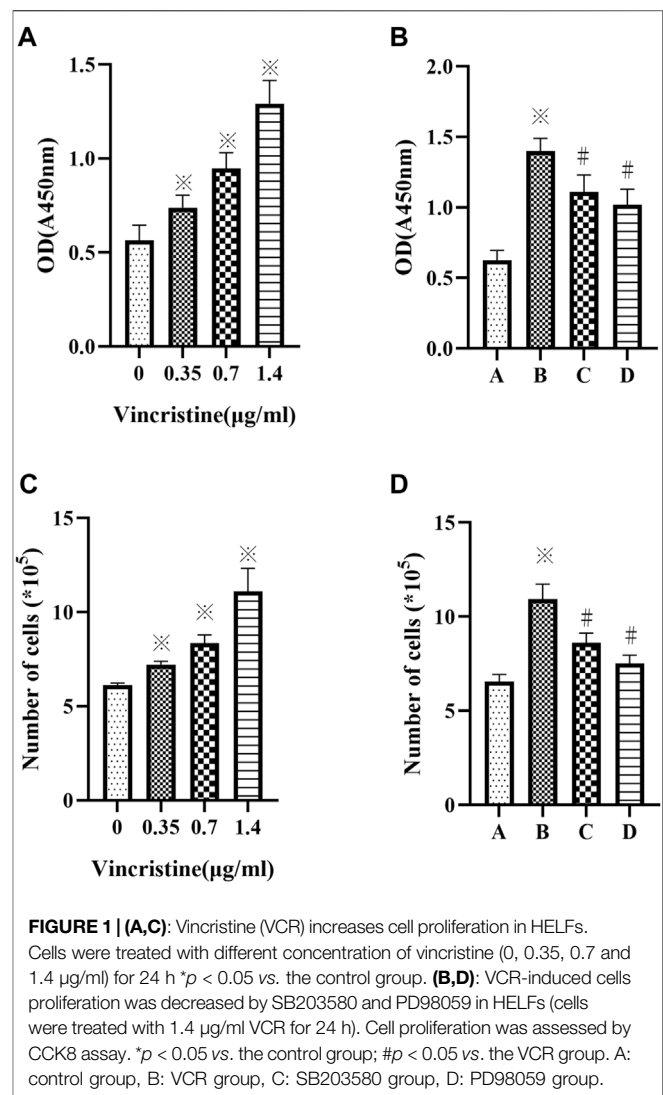 A
OD(A450nm)
1.5
1.0
0.5
0.0
※
※
※
0
0.35
0.7
1.4
Vincristine(μg/ml)
B
OD(A450nm)
2.0
1.5
1.0
0.5
0.0
※
#
#
A
B
C
D
C
Number of cells (*10⁵)
15
10
5
0
※
※
※
0
0.35
0.7
1.4
Vincristine(μg/ml)
D
Number of cells (*10⁵)
15
10
5
0
※
#
#
A
B
C
D
FIGURE 1 | (A,C): Vincristine (VCR) increases cell proliferation in HELFs.
Cells were treated with different concentration of vincristine (0, 0.35, 0.7 and
1.4 μg/ml) for 24 h *p < 0.05 vs. the control group. (B,D): VCR-induced cells
proliferation was decreased by SB203580 and PD98059 in HELFs (cells
were treated with 1.4 μg/ml VCR for 24 h). Cell proliferation was assessed by
CCK8 assay. *p < 0.05 vs. the control group; #p < 0.05 vs. the VCR group. A:
control group, B: VCR group, C: SB203580 group, D: PD98059 group.